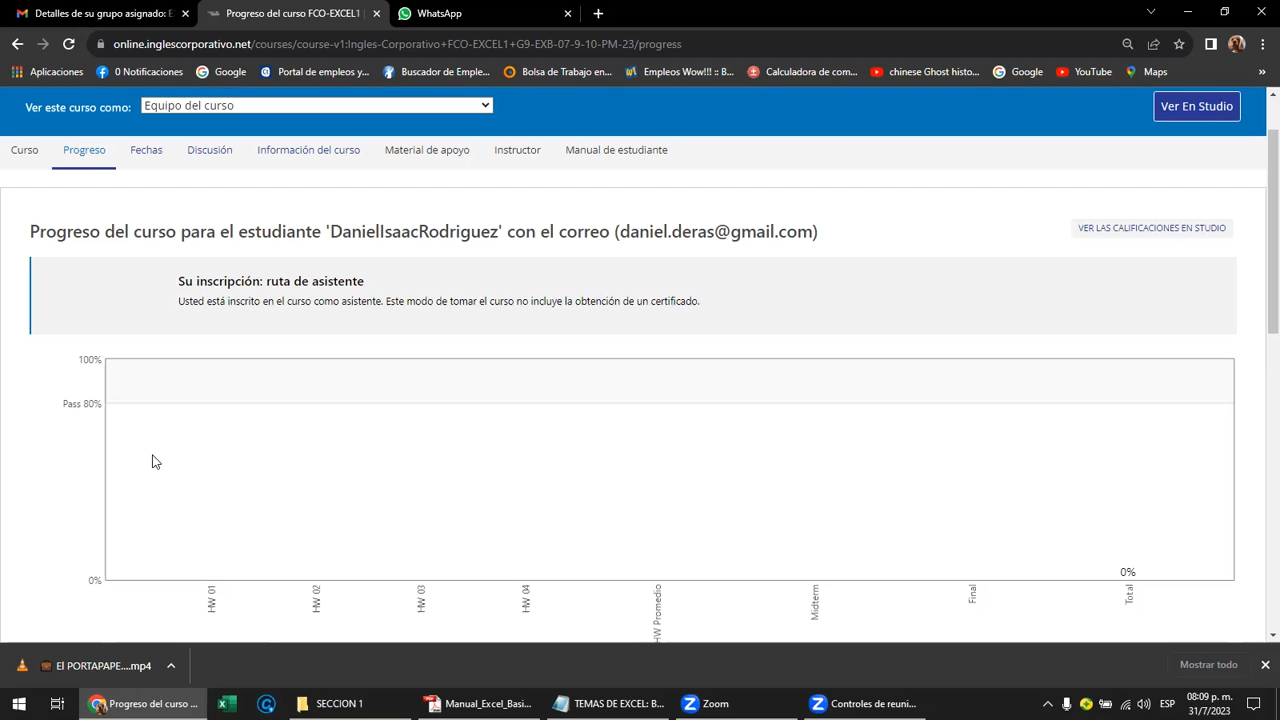 Detalles de su grupo asignado: E
Progreso del curso FCO-EXCEL1
WhatsApp
online.inglescorporativo.net/courses/course-v1:Ingles-Corporativo+FCO-EXCEL1+G9-EXB-07-9-10-PM-23/progress
Aplicaciones
0 Notificaciones
Google
Portal de empleos y...
Buscador de Emple...
Bolsa de Trabajo en...
Empleos Wow!!! :: B...
Calculadora de com...
chinese Ghost histo...
Google
YouTube
Maps
»
Ver este curso como:
Equipo del curso
Ver En Studio
Curso
Progreso
Fechas
Discusión
Información del curso
Material de apoyo
Instructor
Manual de estudiante
Progreso del curso para el estudiante 'DanielIsaacRodriguez' con el correo (daniel.deras@gmail.com)
VER LAS CALIFICACIONES EN STUDIO
Su inscripción: ruta de asistente
Usted está inscrito en el curso como asistente. Este modo de tomar el curso no incluye la obtención de un certificado.
100%
Pass 80%
0%
0%
HW 01
HW 02
HW 03
HW 04
HW Promedio
Midterm
Final
Total
El PORTAPAPE....mp4
Mostrar todo
Progreso del curso ...
SECCION 1
Manual_Excel_Basi...
TEMAS DE EXCEL: B...
Zoom
Controles de reuni...
ESP
08:09 p. m.
31/7/2023